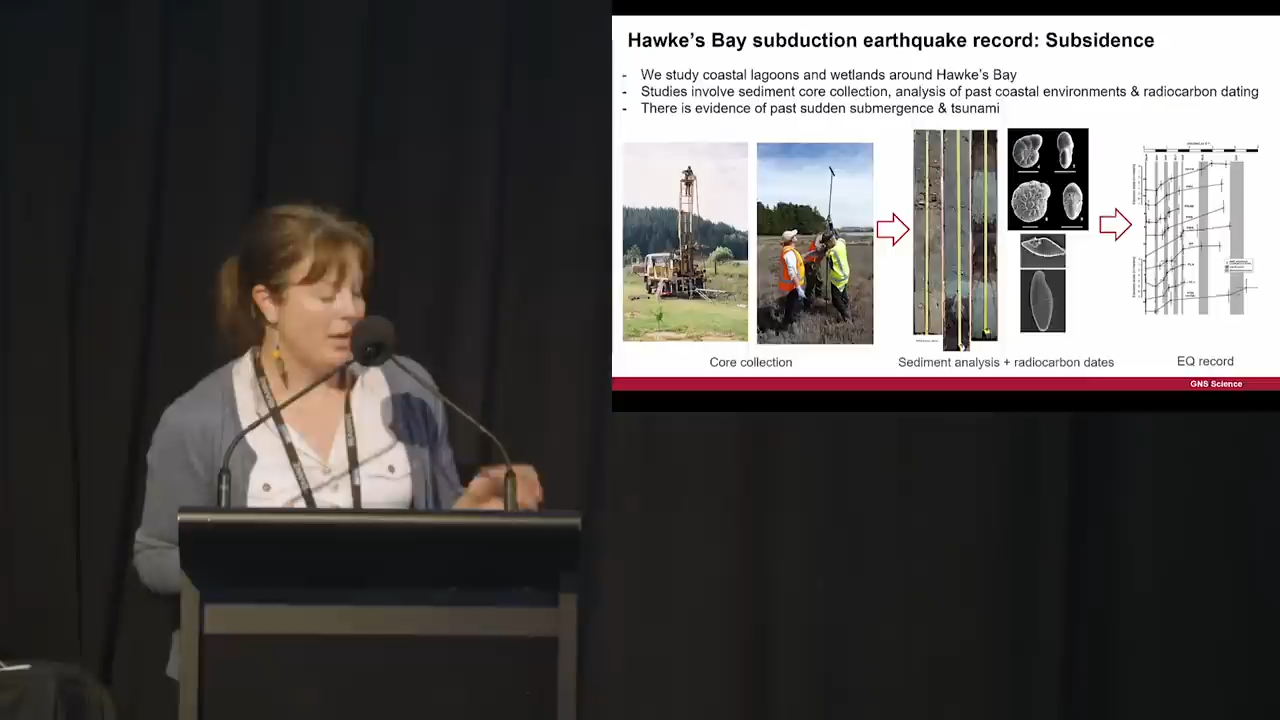 Hawke's Bay subduction earthquake record: Subsidence
- We study coastal lagoons and wetlands around Hawke's Bay
- Studies involve sediment core collection, analysis of past coastal environments & radiocarbon dating
- There is evidence of past sudden submergence & tsunami
Core collection
Sediment analysis + radiocarbon dates
EQ record
GNS Science